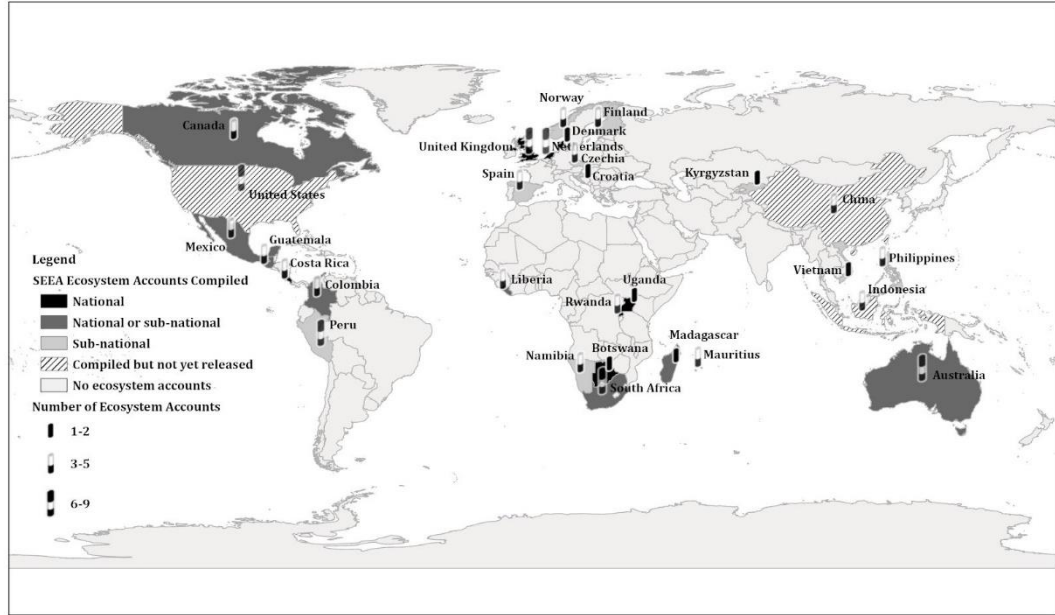 Norway
Finland
Canada
Denmark
United Kingdom
Netherlands
Czechia
Kyrgyzstan
Croatia
Spain
United States
China
Mexico
Guatemala
Legend
Costa Rica
Philippines
SEEA Ecosystem Accounts Compiled
Colombia
Liberia
Uganda
Vietnam
Indonesia
National
Rwanda
National or sub-national
Peru
Sub-national
Madagascar
Compiled but not yet released
Namibia
Botswana
Mauritius
No ecosystem accounts
South Africa
Australia
Number of Ecosystem Accounts
1-2
3-5
6-9